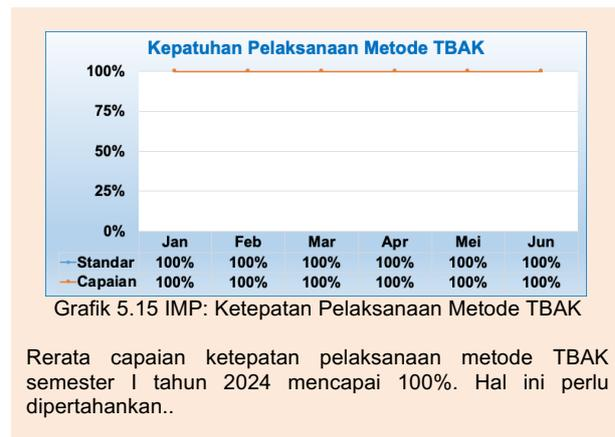 Kepatuhan Pelaksanaan Metode TBAK
100%
75%
50%
25%
0%
Jan Feb Mar Apr Mei Jun
Standar 100% 100% 100% 100% 100% 100%
Capaian 100% 100% 100% 100% 100% 100%
Grafik 5.15 IMP: Ketepatan Pelaksanaan Metode TBAK
Rerata capaian ketepatan pelaksanaan metode TBAK
semester I tahun 2024 mencapai 100%. Hal ini perlu
dipertahankan..